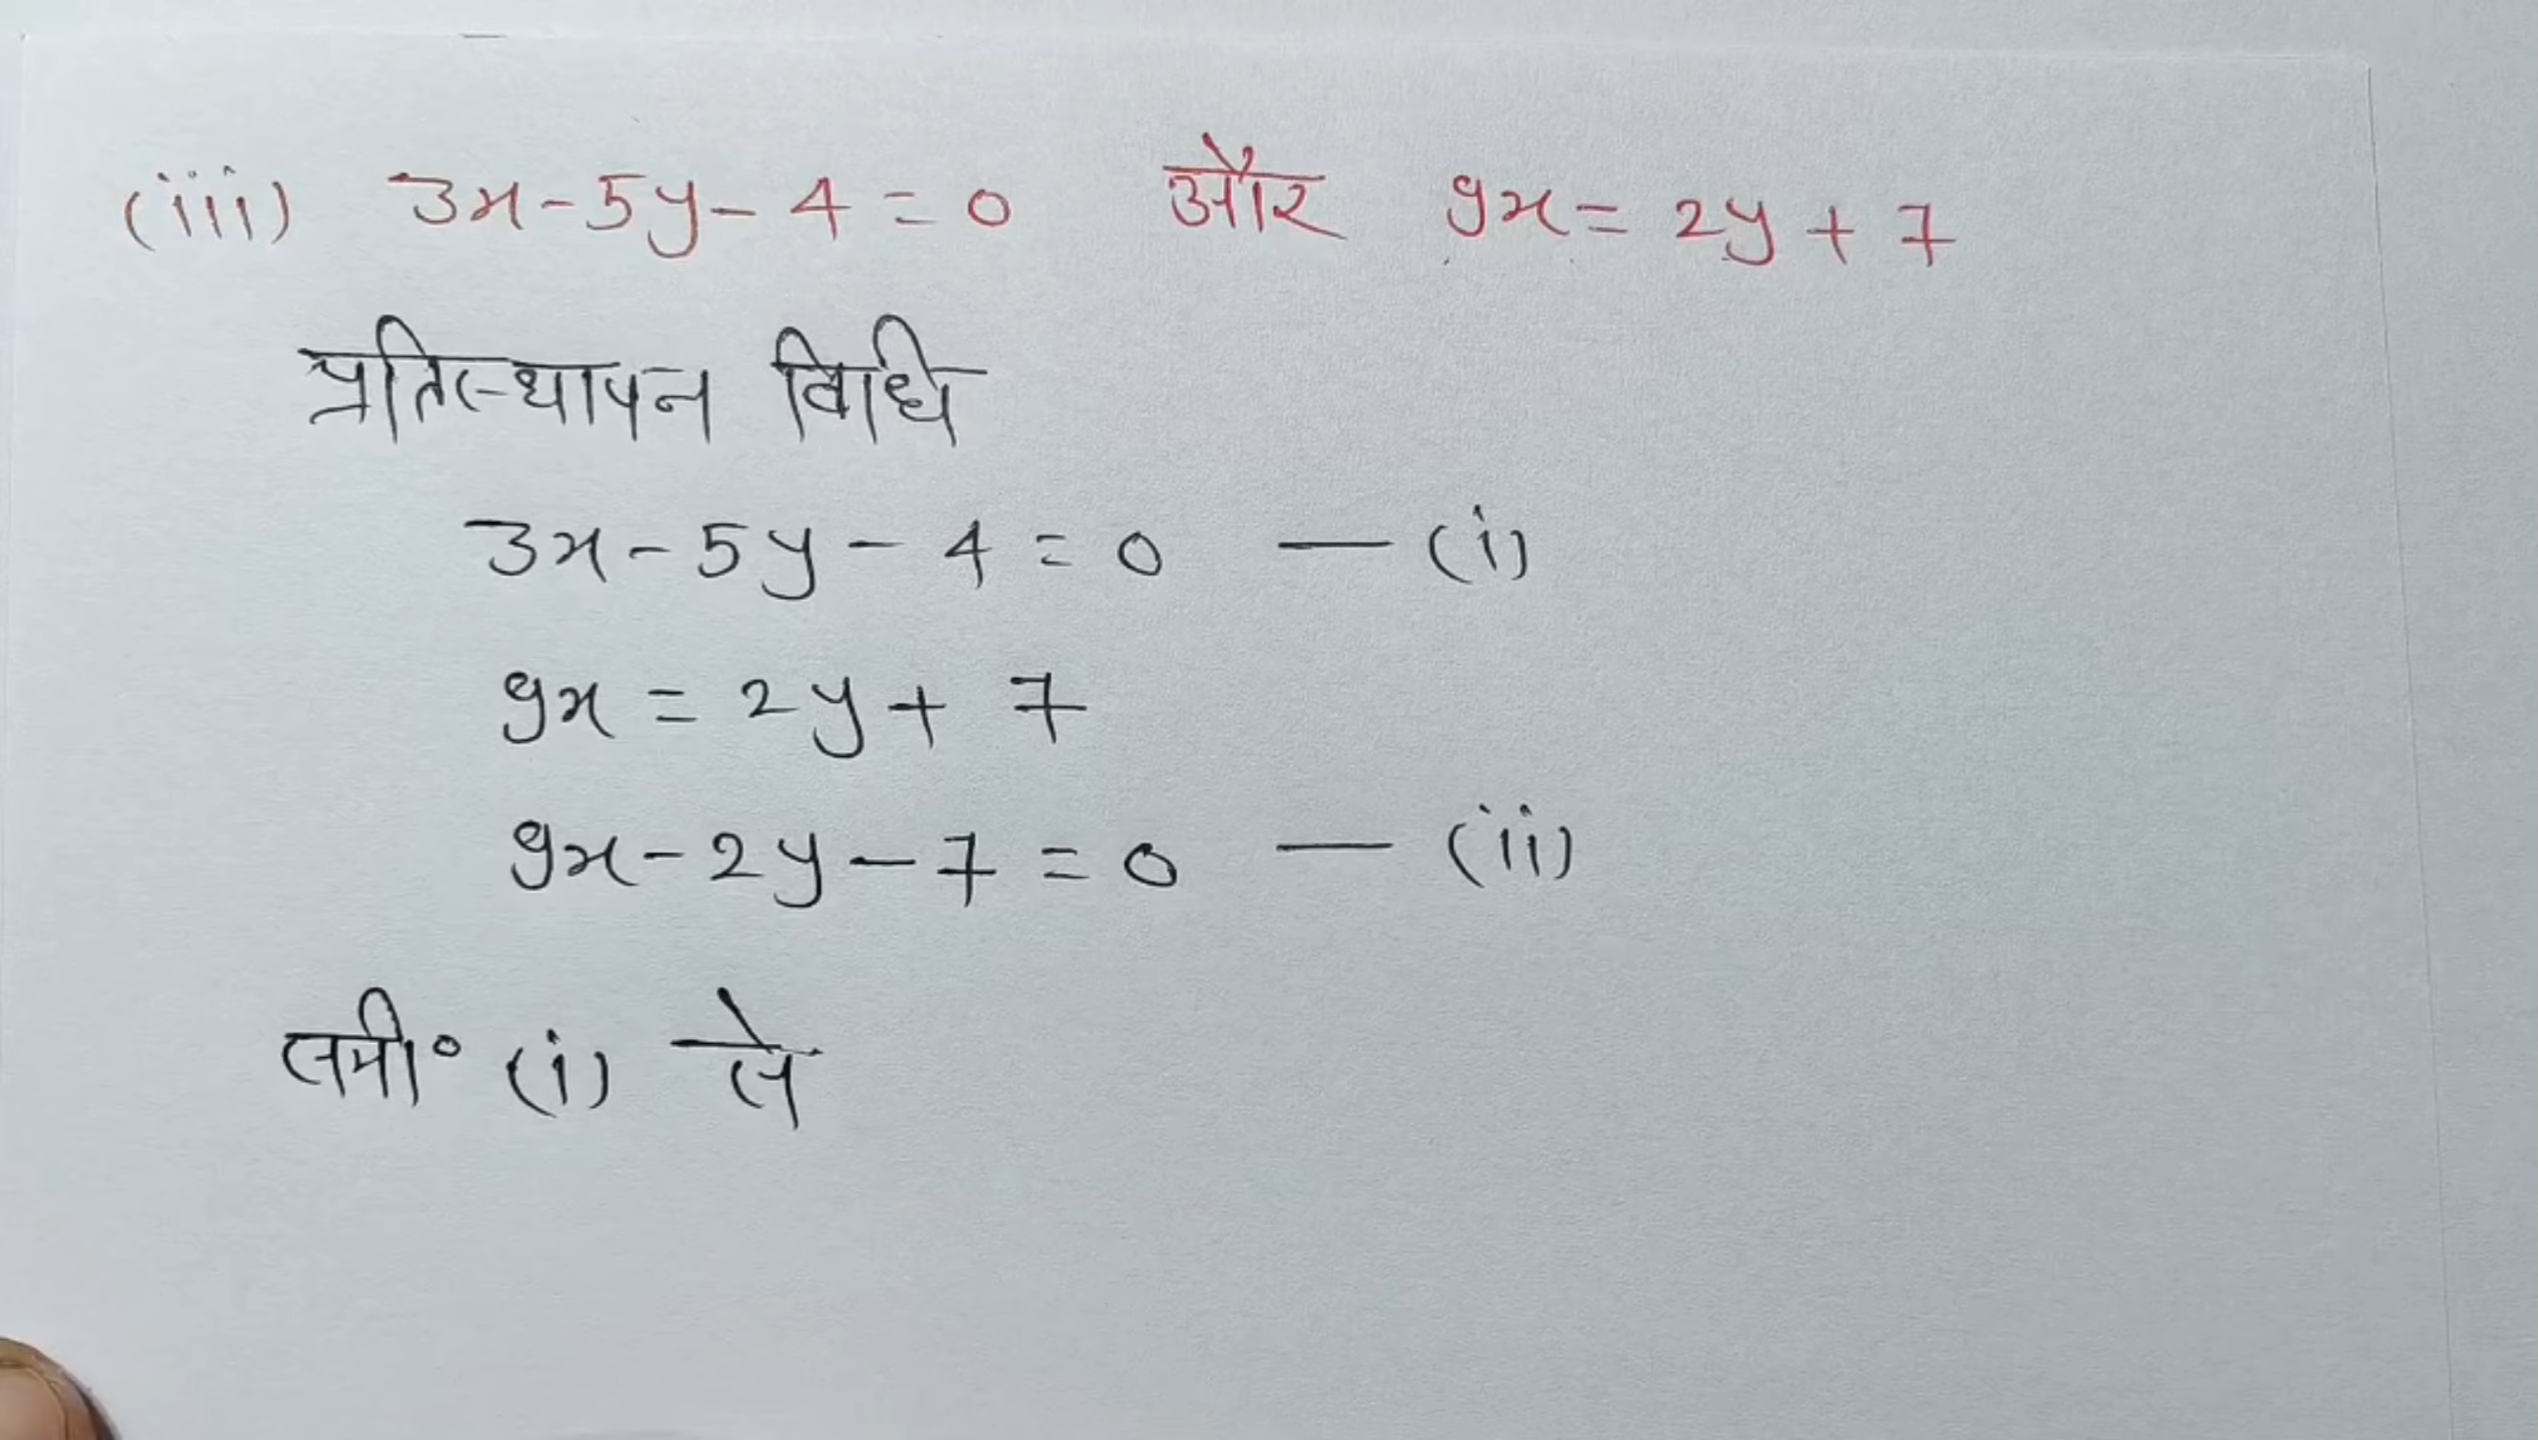 (iii) 3x - 5y - 4 = 0 और 9x = 2y + 7
प्रतिस्थापन विधि
3x - 5y - 4 = 0 — (i)
9x = 2y + 7
9x - 2y - 7 = 0 — (ii)
समी० (i) से